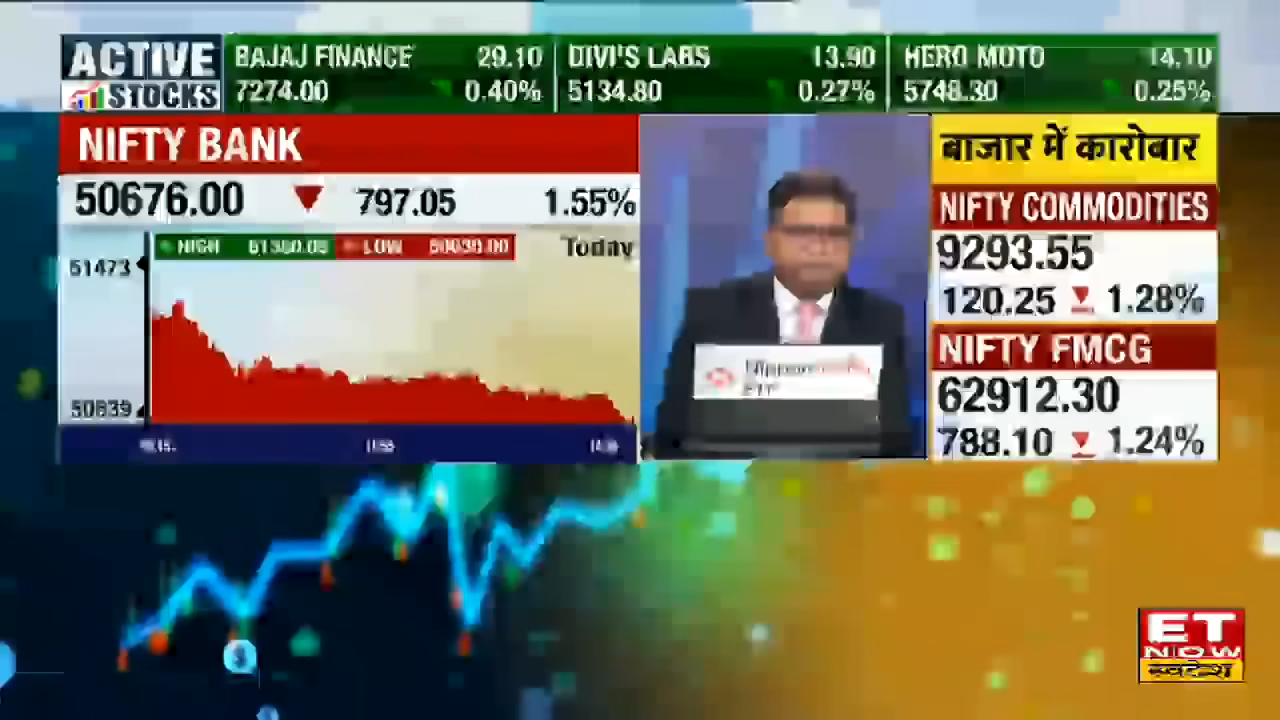 ACTIVE
STOCKS
BAJAJ FINANCE 29.10
7274.00 0.40%
DIVI'S LABS 13.90
5134.80 0.27%
HERO MOTO 14.10
5748.30 0.25%
NIFTY BANK
50676.00 797.05 1.55%
HIGH LOW Today
51473
50839
बाजार में कारोबार
NIFTY COMMODITIES
9293.55
120.25 1.28%
NIFTY FMCG
62912.30
788.10 1.24%
Nippon
ETF
ET
NOW
स्वदेश